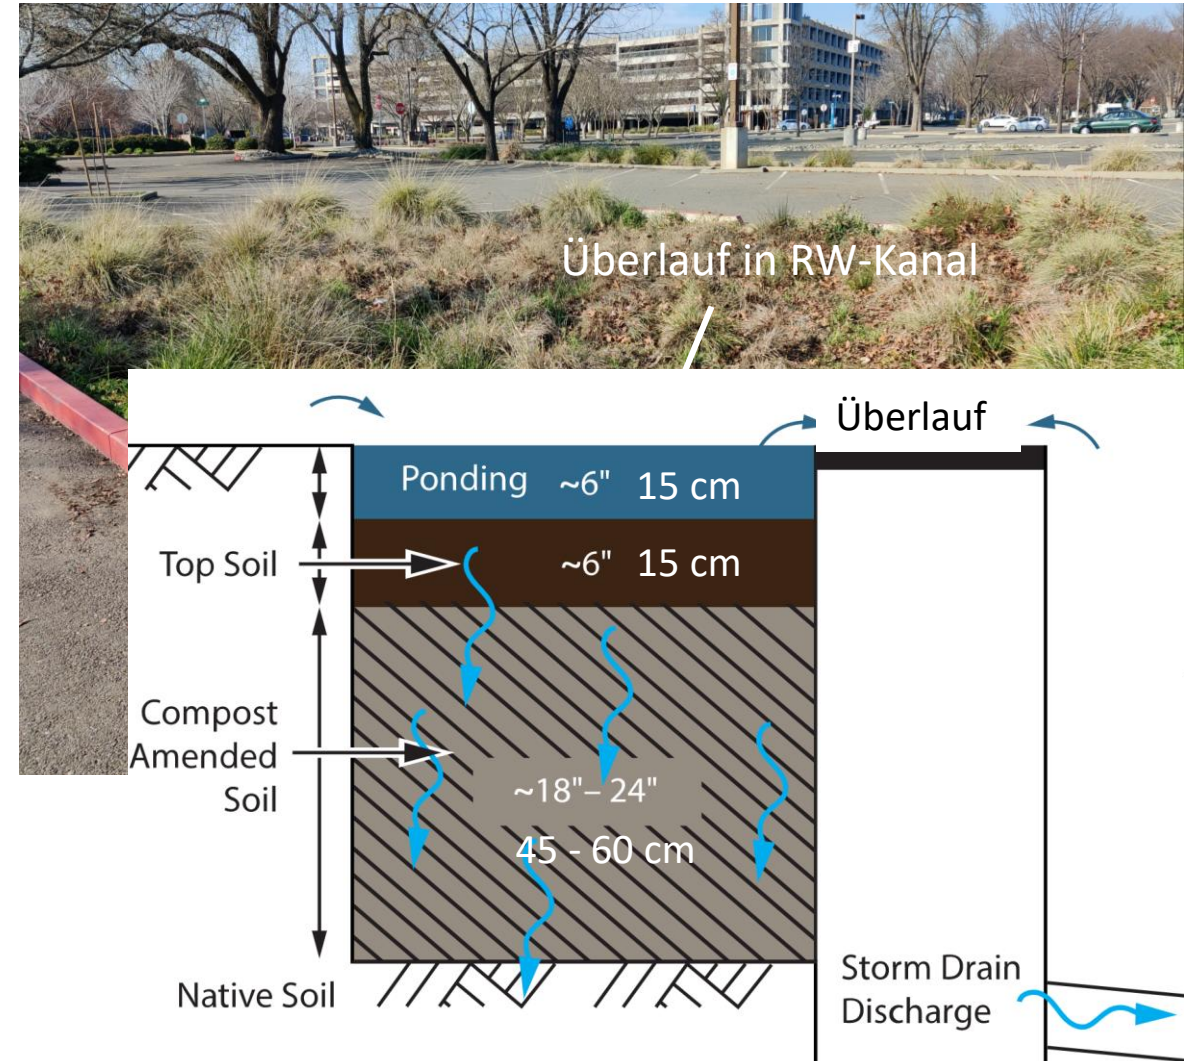 Überlauf in RW-Kanal
Überlauf
Ponding ~6" 15 cm
Top Soil ~6" 15 cm
Compost
Amended
Soil
~18"– 24"
45 - 60 cm
Native Soil
Storm Drain
Discharge